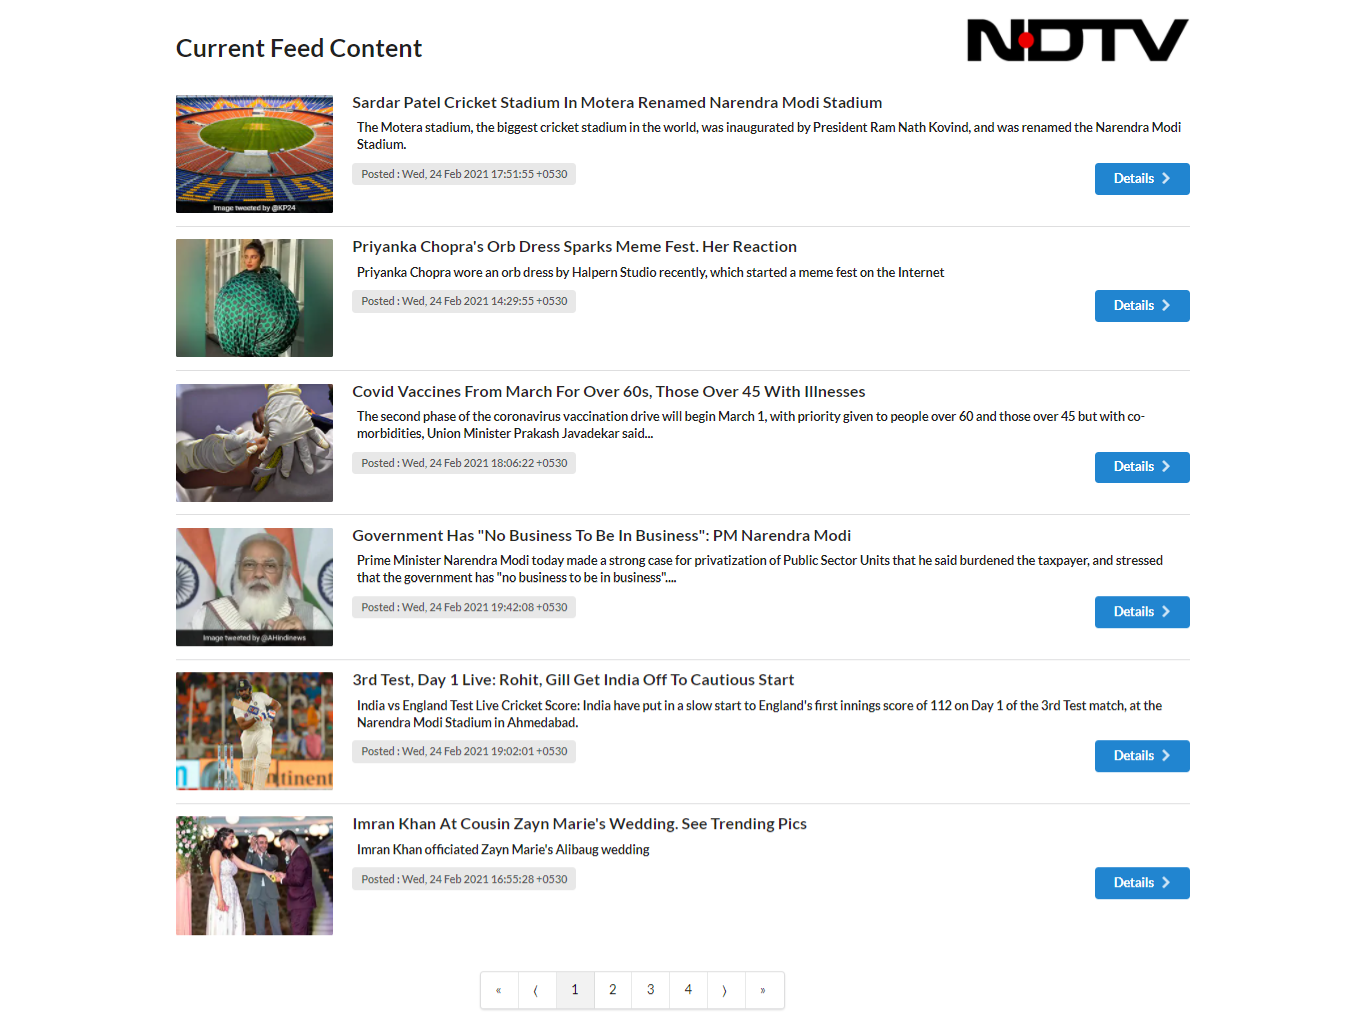 Current Feed Content
NDTV
Sardar Patel Cricket Stadium In Motera Renamed Narendra Modi Stadium
The Motera stadium, the biggest cricket stadium in the world, was inaugurated by President Ram Nath Kovind, and was renamed the Narendra Modi
Stadium.
Posted : Wed, 24 Feb 2021 17:51:55 +0530
Details
Image tweeted by @KP24
Priyanka Chopra's Orb Dress Sparks Meme Fest. Her Reaction
Priyanka Chopra wore an orb dress by Halpern Studio recently, which started a meme fest on the Internet
Posted : Wed, 24 Feb 2021 14:29:55 +0530
Details
Covid Vaccines From March For Over 60s, Those Over 45 With Illnesses
The second phase of the coronavirus vaccination drive will begin March 1, with priority given to people over 60 and those over 45 but with co-
morbidities, Union Minister Prakash Javadekar said...
Posted : Wed, 24 Feb 2021 18:06:22 +0530
Details
Government Has "No Business To Be In Business": PM Narendra Modi
Prime Minister Narendra Modi today made a strong case for privatization of Public Sector Units that he said burdened the taxpayer, and stressed
that the government has "no business to be in business"....
Posted : Wed, 24 Feb 2021 19:42:08 +0530
Details
Image tweeted by @AHindinews
3rd Test, Day 1 Live: Rohit, Gill Get India Off To Cautious Start
India vs England Test Live Cricket Score: India have put in a slow start to England's first innings score of 112 on Day 1 of the 3rd Test match, at the
Narendra Modi Stadium in Ahmedabad.
Posted : Wed, 24 Feb 2021 19:02:01 +0530
Details
Imran Khan At Cousin Zayn Marie's Wedding. See Trending Pics
Imran Khan officiated Zayn Marie's Alibaug wedding
Posted : Wed, 24 Feb 2021 16:55:28 +0530
Details
« ⟨ 1 2 3 4 ⟩ »